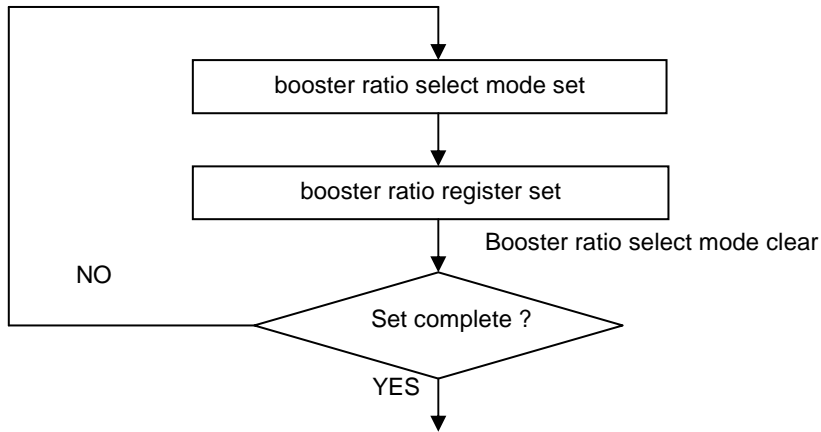 booster ratio select mode set
booster ratio register set
Booster ratio select mode clear
NO
Set complete ?
YES